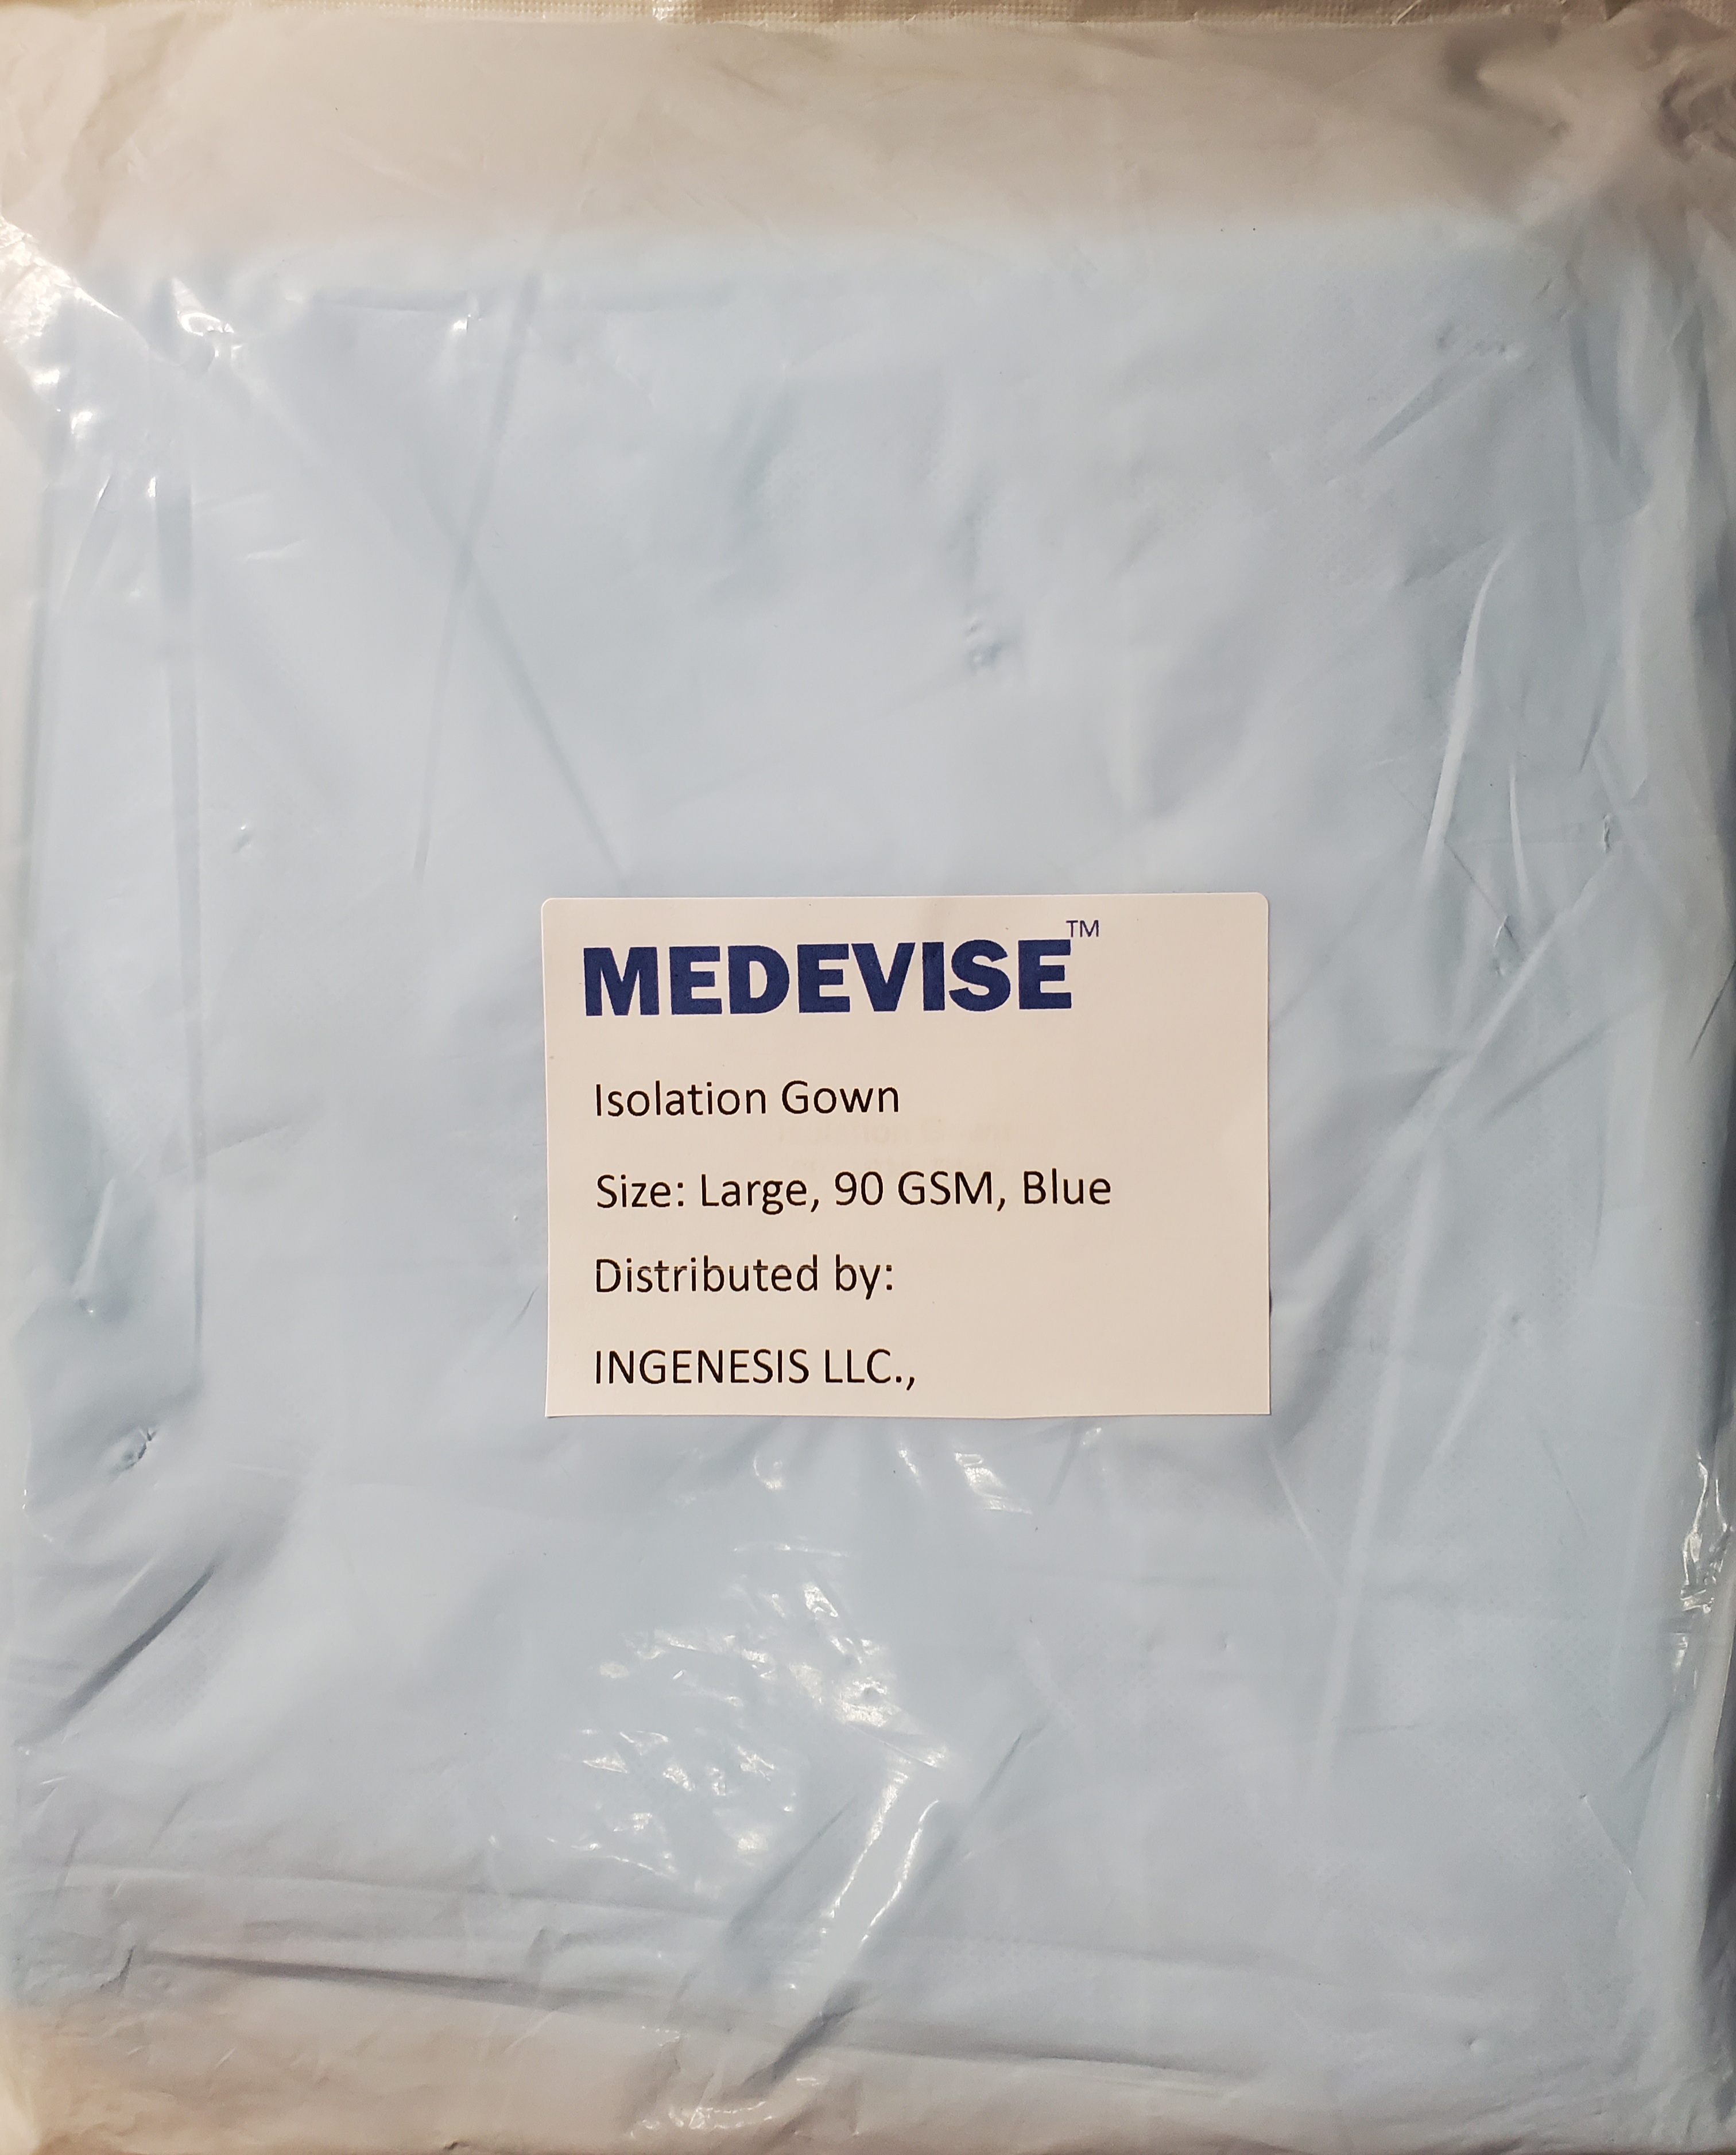 MEDEVISE™
Isolation Gown
Size: Large, 90 GSM, Blue
Distributed by:
INGENESIS LLC.,